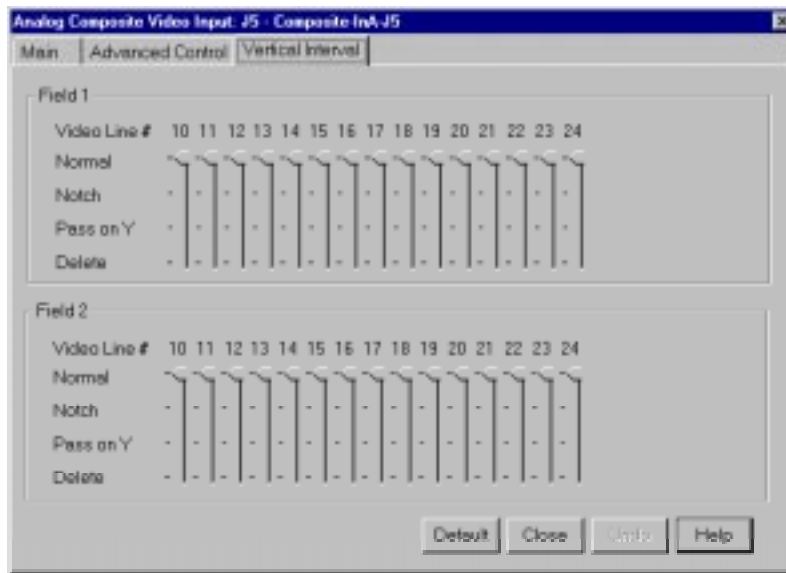 Analog Composite Video Input: J5 - Composite InA-J5
Main Advanced Control Vertical Interval
Field 1
Video Line # 10 11 12 13 14 15 16 17 18 19 20 21 22 23 24
Normal
Notch
Pass on Y
Delete
Field 2
Video Line # 10 11 12 13 14 15 16 17 18 19 20 21 22 23 24
Normal
Notch
Pass on Y
Delete
Default Close Undo Help